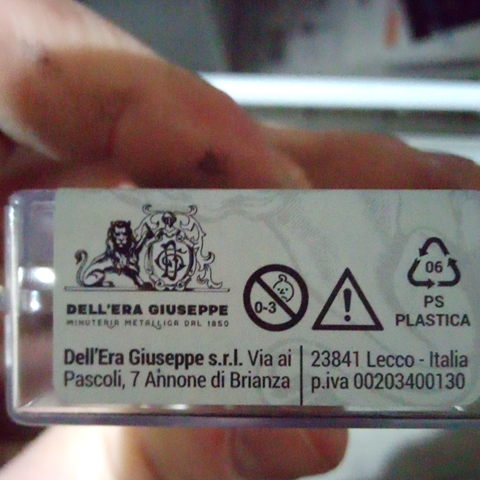 DELL'ERA GIUSEPPE
MINUTERIA METALLICA DAL 1850
0-3
06
PS
PLASTICA
Dell'Era Giuseppe s.r.l. Via ai
Pascoli, 7 Annone di Brianza
23841 Lecco - Italia
p.iva 00203400130